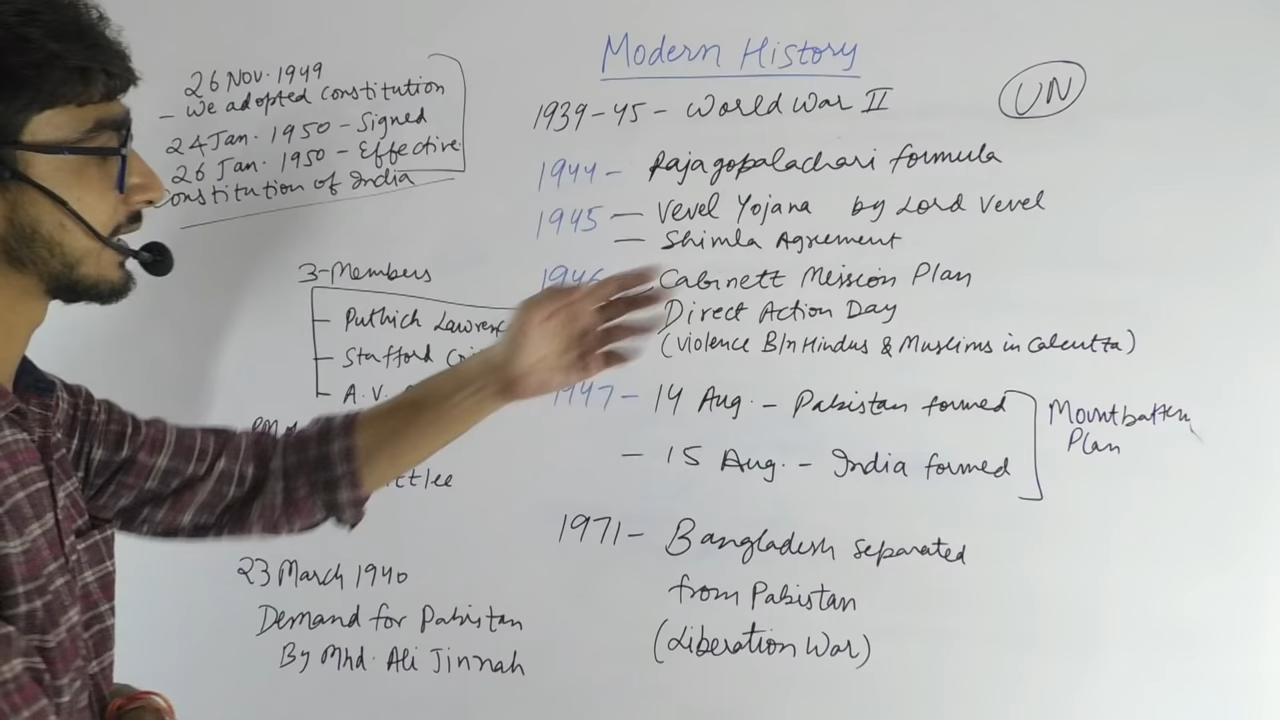 Modern History
UN
26 Nov. 1949
- We adopted constitution
24 Jan. 1950 - Signed
26 Jan. 1950 - Effective
Constitution of India
1939-45 - World War II
1944 - Rajagopalachari formula
1945 - Vevel Yojana by Lord Vevel
- Shimla Agreement
1946 - Cabinett Mission Plan
Direct Action Day
(Violence B/n Hindus & Muslims in Calcutta)
3-Members
- Puthich Lawrenc
- Stafford
- A.V.
1947 - 14 Aug. - Pakistan formed
- 15 Aug. - India formed
Mountbatten
Plan
1971 - Bangladesh separated
from Pakistan
(Liberation War)
23 March 1940
Demand for Pakistan
By Mhd. Ali Jinnah